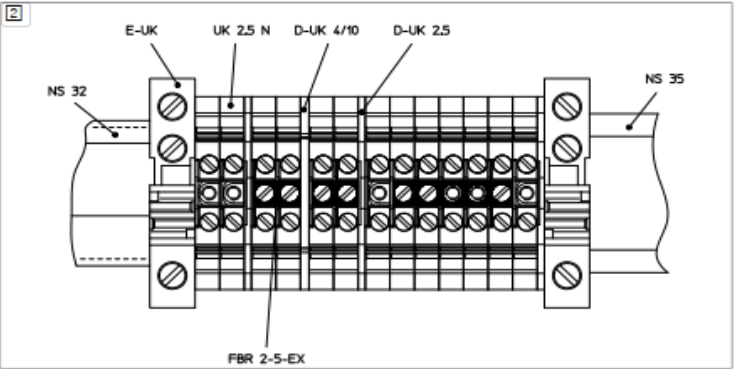 2
E-UK UK 2,5 N D-UK 4/10 D-UK 2.5
NS 32
NS 35
FBR 2-5-EX